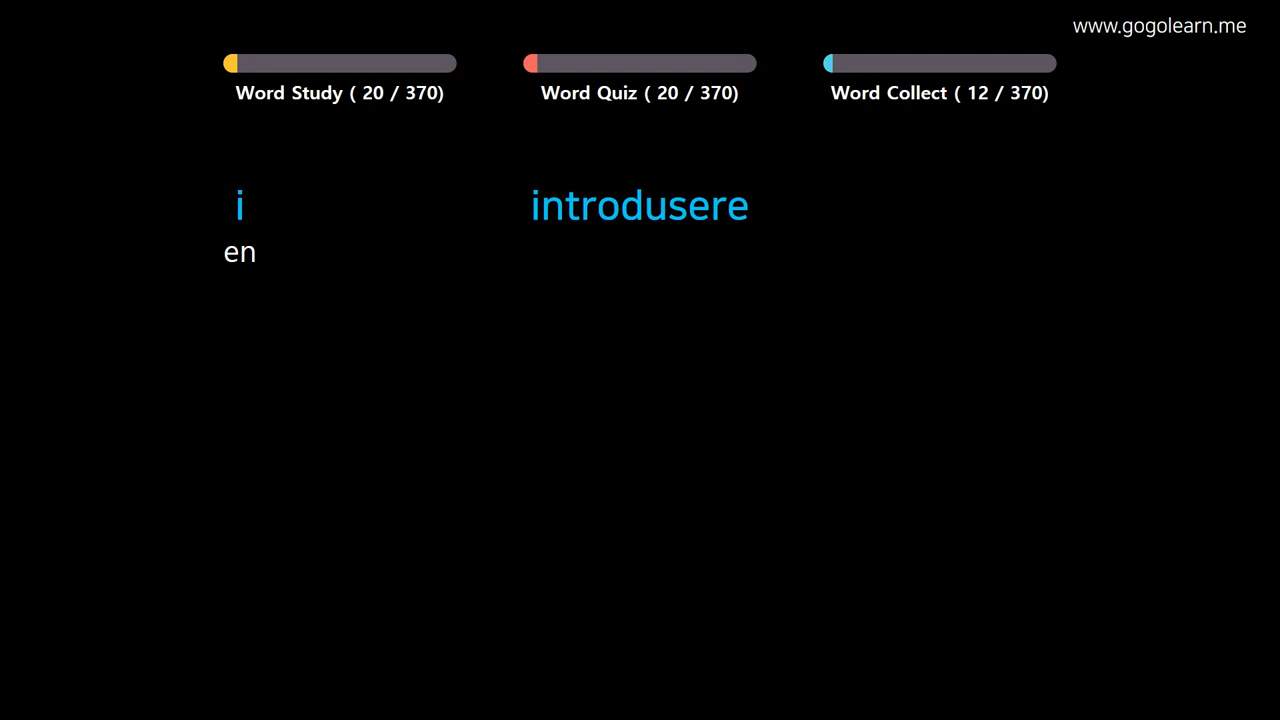 www.gogolearn.me
Word Study ( 20 / 370)
Word Quiz ( 20 / 370)
Word Collect ( 12 / 370)
i
introdusere
en